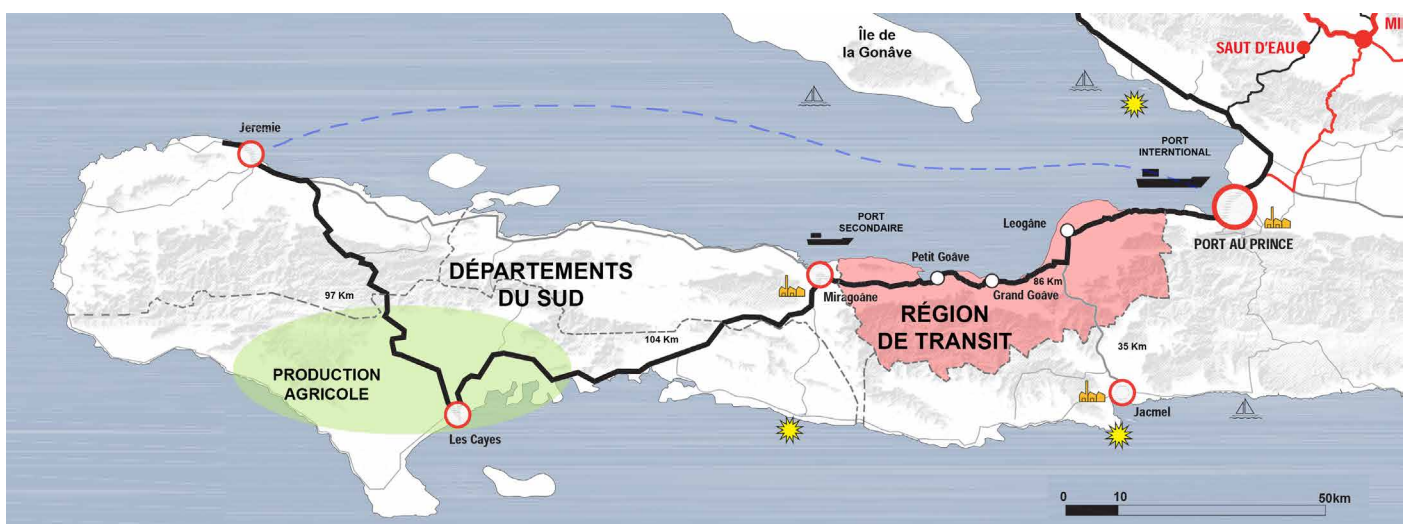 Île de
la Gonâve
SAUT D'EAU
MI
Jeremie
PORT
INTERNTIONAL
PORT AU PRINCE
PORT
SECONDAIRE
Leogâne
Petit Goâve
Miragoâne
Grand Goâve
86 Km
DÉPARTEMENTS
DU SUD
97 Km
RÉGION
DE TRANSIT
104 Km
35 Km
PRODUCTION
AGRICOLE
Les Cayes
Jacmel
0 10 50km